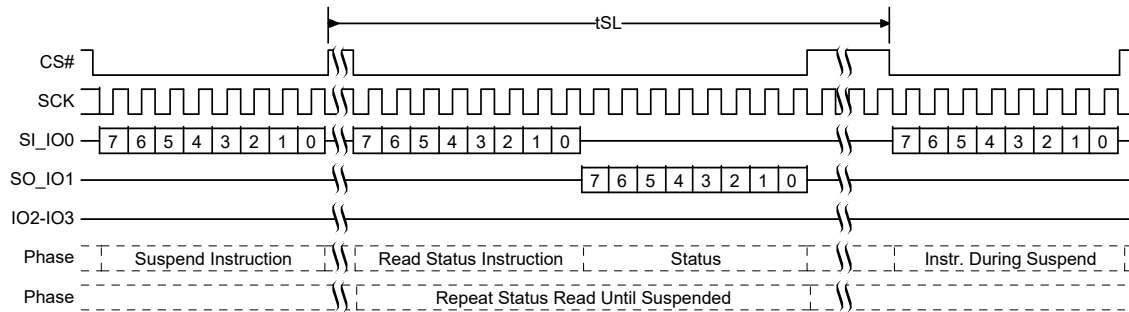 tSL
CS#
SCK
SI_IO0 7 6 5 4 3 2 1 0 7 6 5 4 3 2 1 0 7 6 5 4 3 2 1 0
SO_IO1 7 6 5 4 3 2 1 0
IO2-IO3
Phase Suspend Instruction Read Status Instruction Status Instr. During Suspend
Phase Repeat Status Read Until Suspended